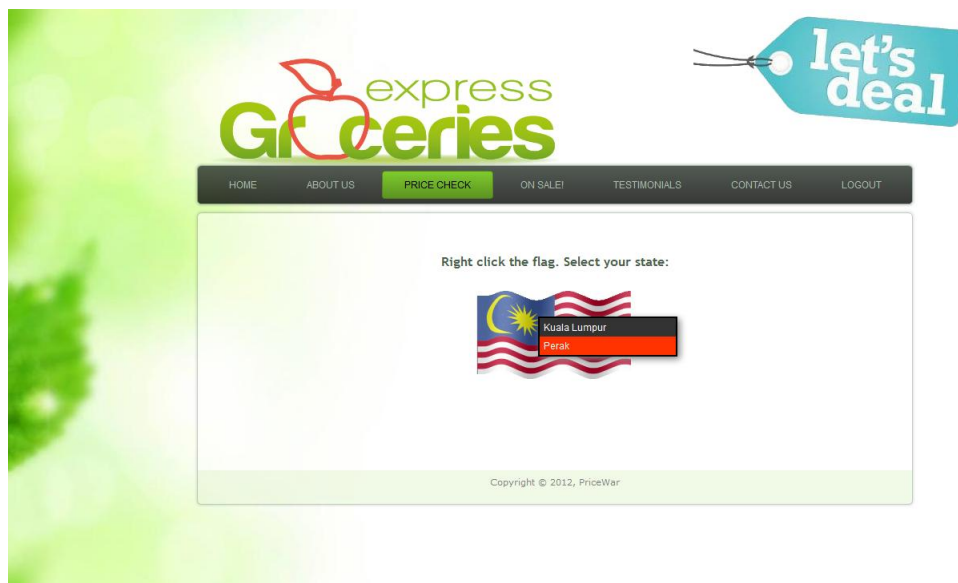 let's
deal
express
Groceries
HOME ABOUT US PRICE CHECK ON SALE! TESTIMONIALS CONTACT US LOGOUT
Right click the flag. Select your state:
Kuala Lumpur
Perak
Copyright © 2012, PriceWar